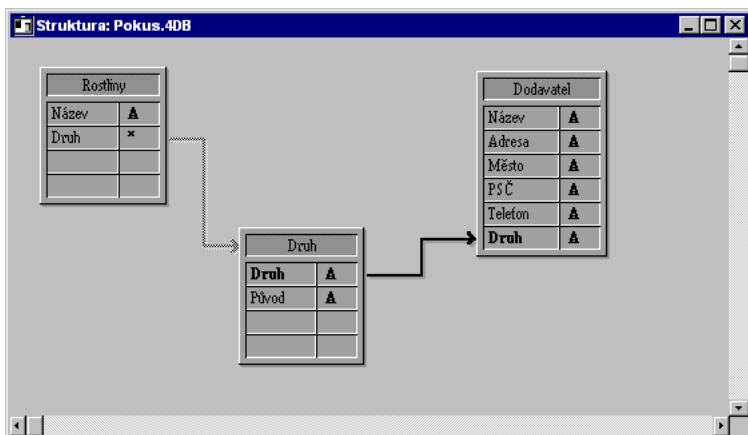 Struktura: Pokus.4DB
Rostliny
Název A
Druh *
Druh
Druh A
Původ A
Dodavatel
Název A
Adresa A
Město A
PSČ A
Telefon A
Druh A